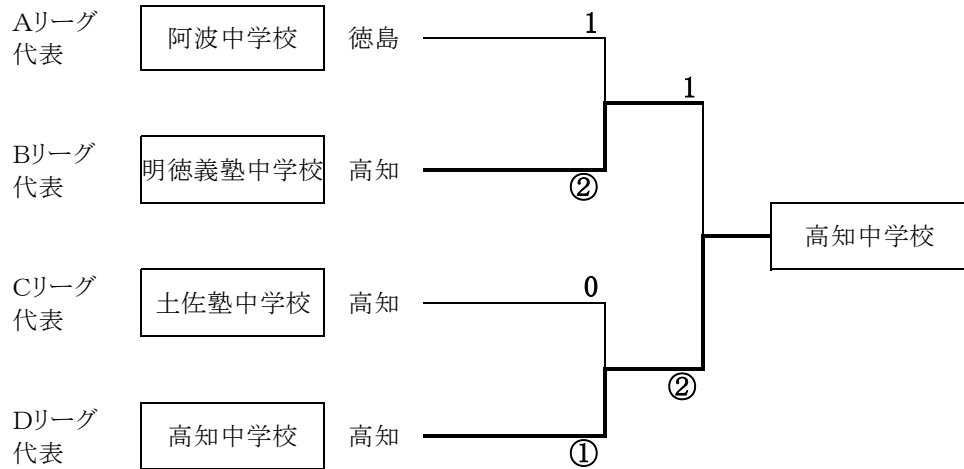 Aリーグ
代表
阿波中学校
徳島
1
1
Bリーグ
代表
明徳義塾中学校
高知
②
高知中学校
Cリーグ
代表
土佐塾中学校
高知
0
②
Dリーグ
代表
高知中学校
高知
①